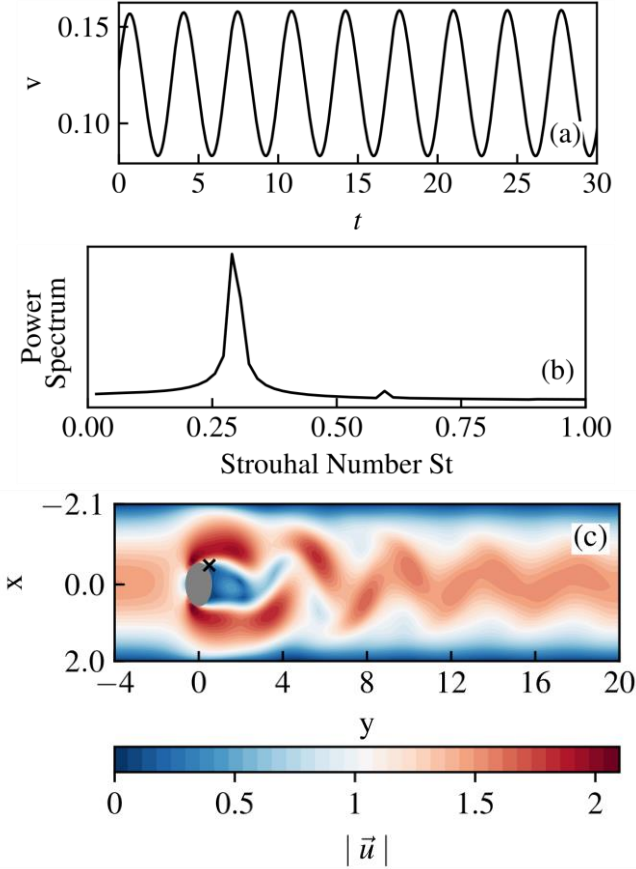 0.15
v
0.10
(a)
0 5 10 15 20 25 30
t
Power
Spectrum
(b)
0.00 0.25 0.50 0.75 1.00
Strouhal Number St
−2.1
(c)
x
0.0
2.0
−4 0 4 8 12 16 20
y
0 0.5 1 1.5 2
| u⃗ |